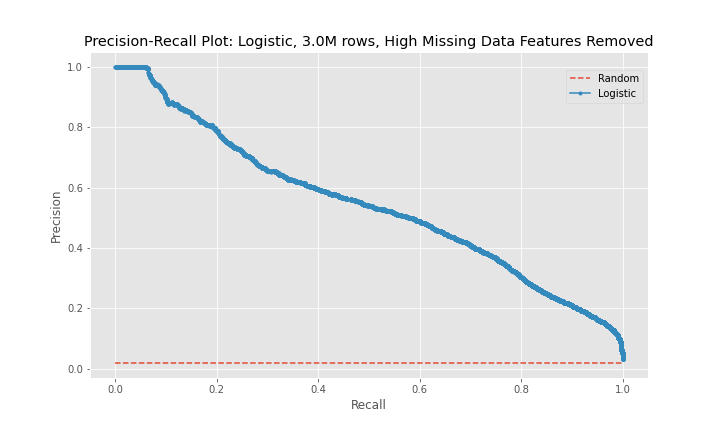 Precision-Recall Plot: Logistic, 3.0M rows, High Missing Data Features Removed
1.0
0.8
0.6
0.4
0.2
0.0
Precision
Random
Logistic
0.0 0.2 0.4 0.6 0.8 1.0
Recall